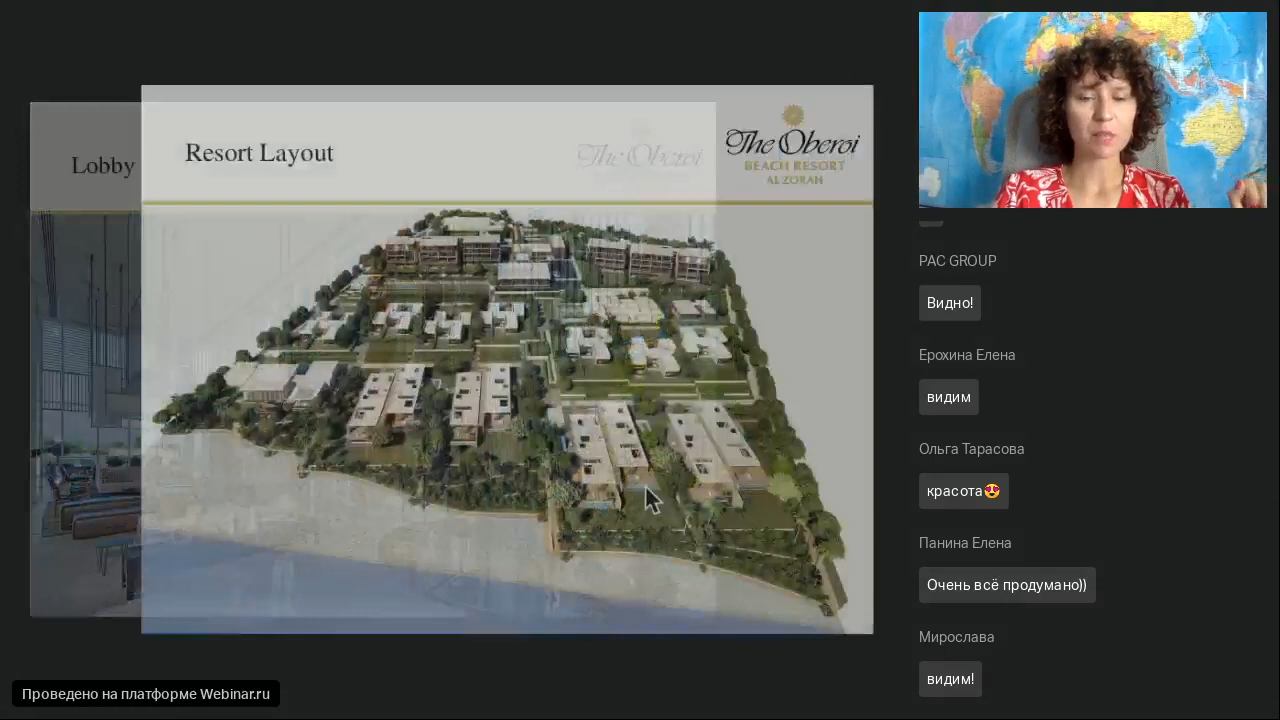 Lobby
Resort Layout
The Oberoi
The Oberoi
BEACH RESORT
AL ZORAH
PAC GROUP
Видно!
Ерохина Елена
видим
Ольга Тарасова
красота😍
Панина Елена
Очень всё продумано))
Мирослава
видим!
Проведено на платформе Webinar.ru